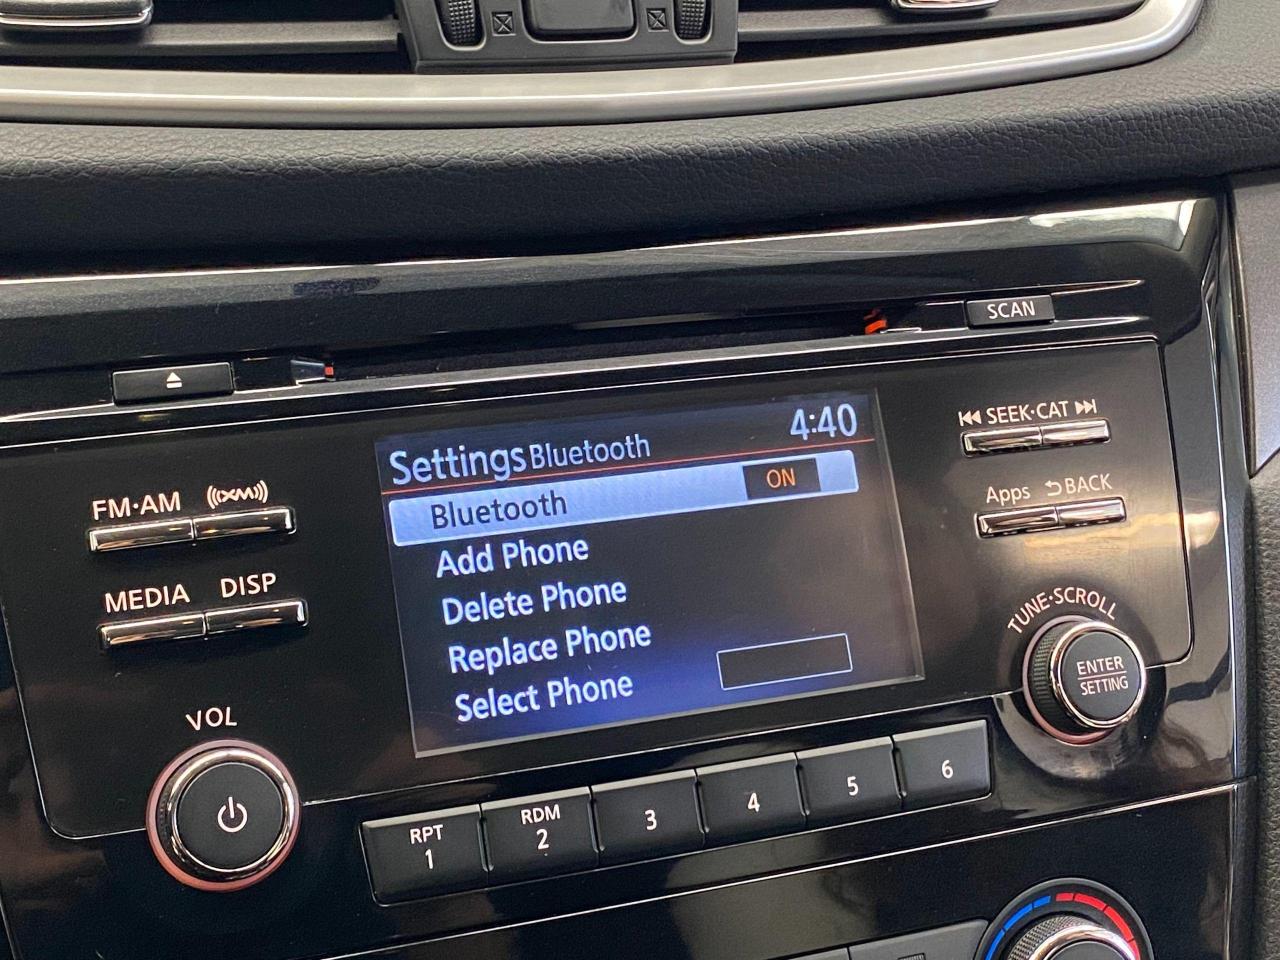 SCAN
Settings Bluetooth 4:40
Bluetooth ON
Add Phone
Delete Phone
Replace Phone
Select Phone
FM·AM XM
MEDIA DISP
VOL
SEEK·CAT
Apps BACK
TUNE·SCROLL
ENTER
SETTING
RPT
1
RDM
2
3
4
5
6